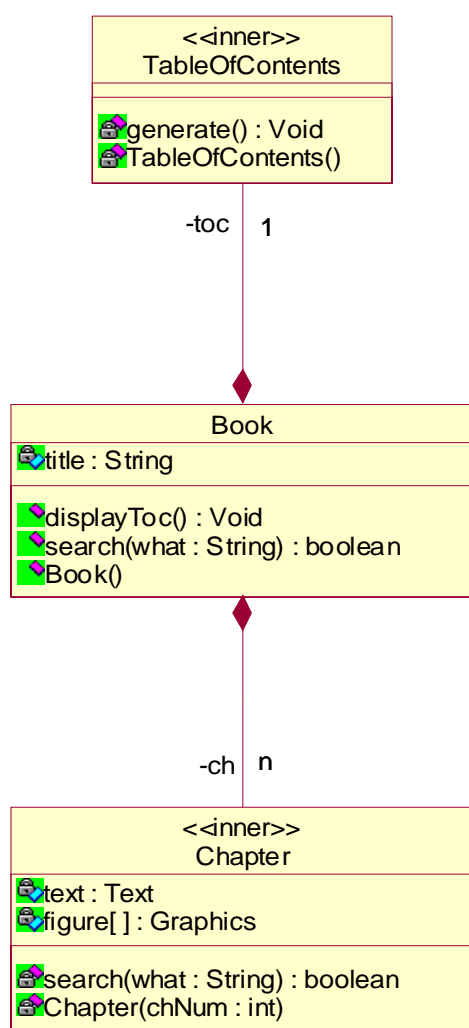 <<inner>>
TableOfContents
generate() : Void
TableOfContents()
-toc 1
Book
title : String
displayToc() : Void
search(what : String) : boolean
Book()
-ch n
<<inner>>
Chapter
text : Text
figure[ ] : Graphics
search(what : String) : boolean
Chapter(chNum : int)